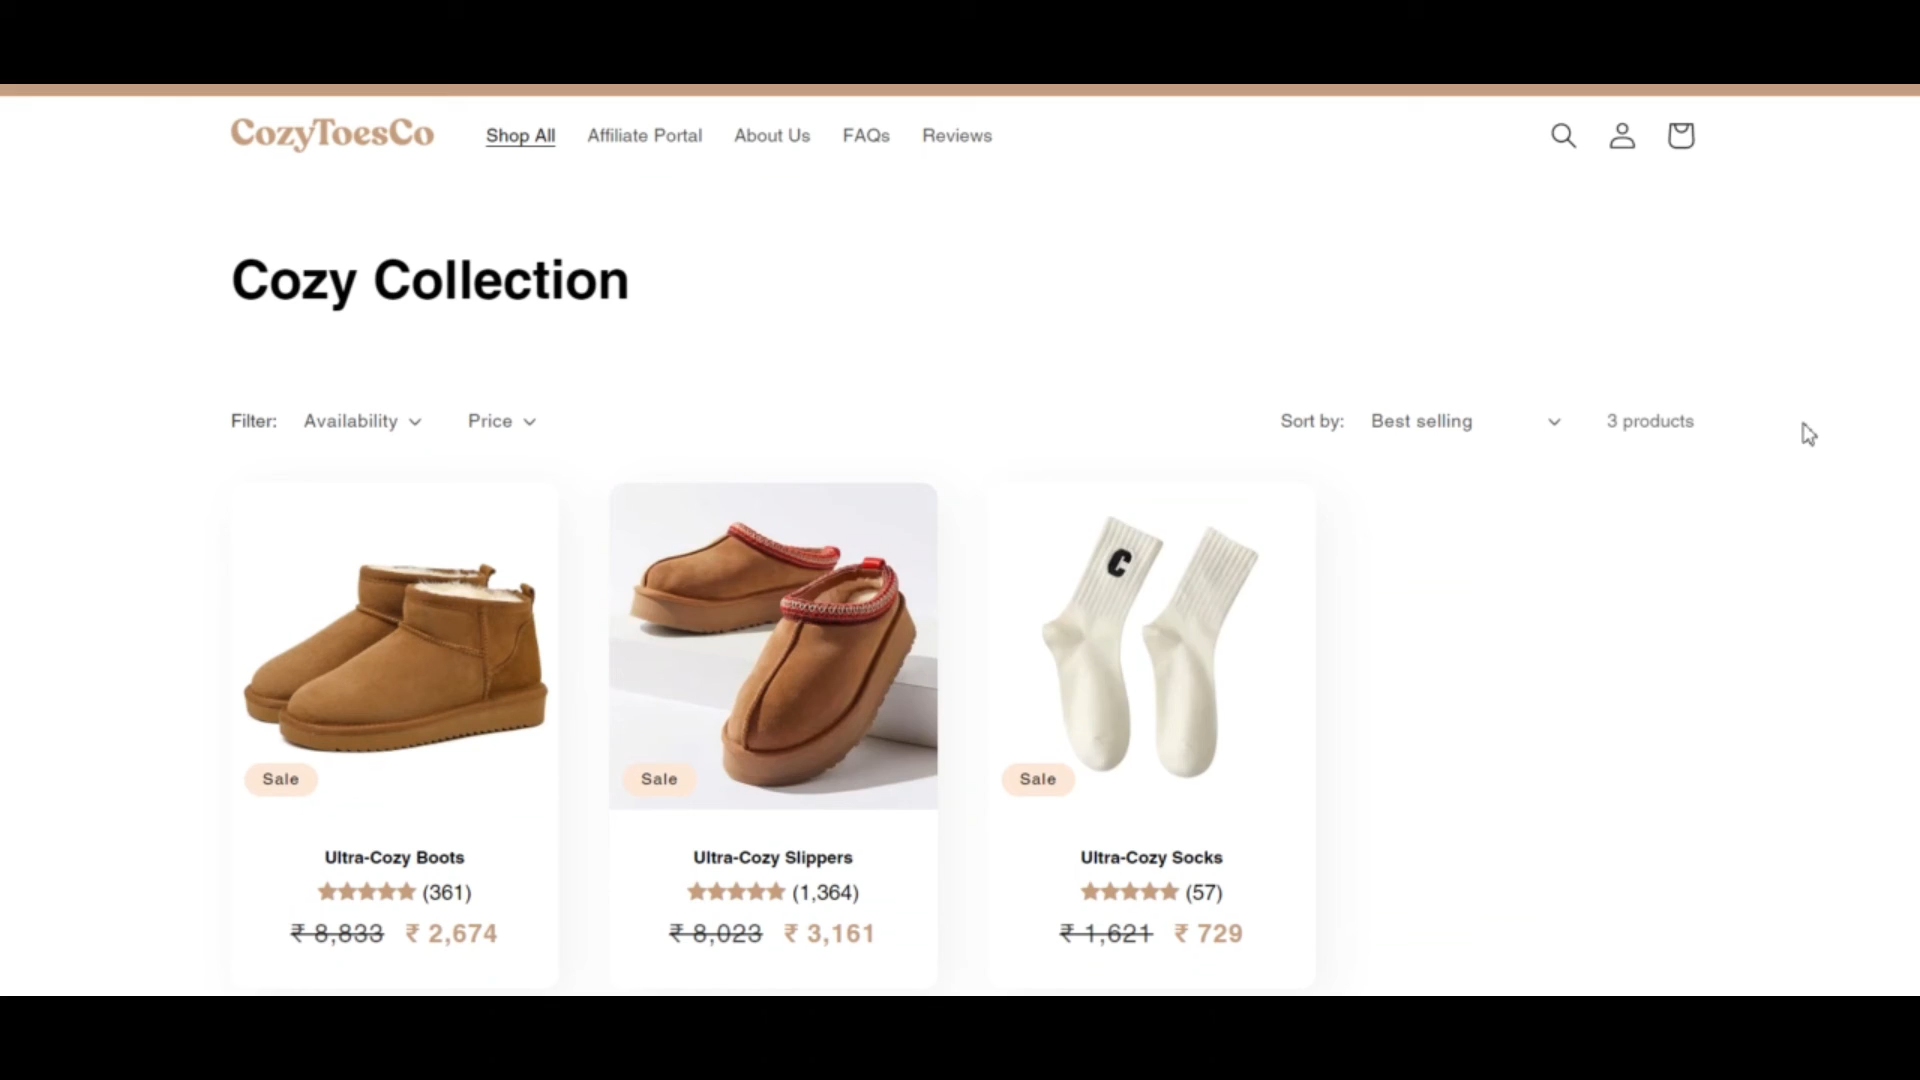 CozyToesCo
Shop All
Affiliate Portal
About Us
FAQs
Reviews
Cozy Collection
Filter:
Availability
Price
Sort by:
Best selling
3 products
C
Sale
Sale
Sale
Ultra-Cozy Boots
(361)
₹ 8,833 ₹ 2,674
Ultra-Cozy Slippers
(1,364)
₹ 8,023 ₹ 3,161
Ultra-Cozy Socks
(57)
₹ 1,621 ₹ 729